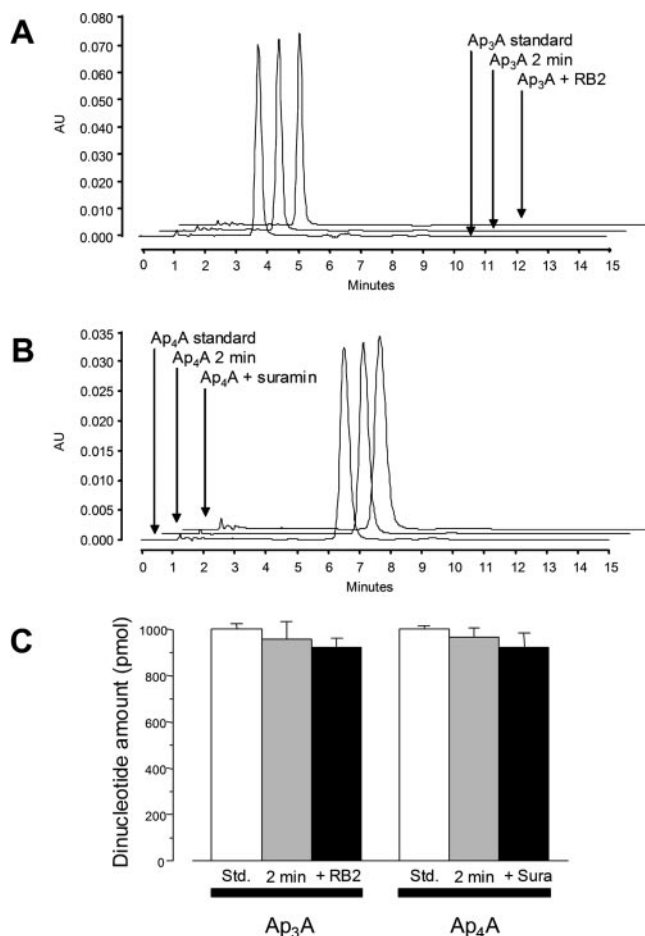 A
0.080
0.070
0.060
0.050
0.040
0.030
0.020
0.010
0.000
AU
Ap₃A standard
Ap₃A 2 min
Ap₃A + RB2
0 1 2 3 4 5 6 7 8 9 10 11 12 13 14 15
Minutes
B
0.035
0.030
0.025
0.020
0.015
0.010
0.005
0.000
AU
Ap₄A standard
Ap₄A 2 min
Ap₄A + suramin
0 1 2 3 4 5 6 7 8 9 10 11 12 13 14 15
Minutes
C
Dinucleotide amount (pmol)
1000
800
600
400
200
0
Std. 2 min + RB2 Std. 2 min + Sura
Ap₃A Ap₄A